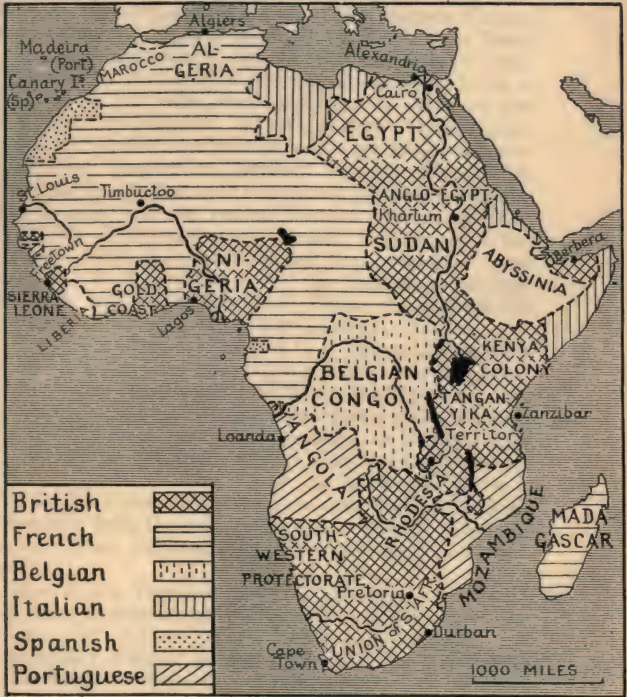 Algiers
Madeira
(Port)
MAROCCO
AL-
GERIA
Alexandria
Canary Is.
(Sp)
Cairo
EGYPT
St Louis
Timbuctoo
ANGLO-EGYPT
Khartum
SUDAN
Berbera
ABYSSINIA
Freetown
NI-
GERIA
SIERRA
LEONE
GOLD
COAST
LIBERIA
Lagos
KENYA
COLONY
BELGIAN
CONGO
TANGAN-
YIKA
Territor
Zanzibar
Loanda
ANGOLA
RHODESIA
MOZAMBIQUE
MADA
GASCAR
SOUTH-
WESTERN
PROTECTORATE
Pretoria
UNION of S. AFR.
Durban
Cape
Town
British
French
Belgian
Italian
Spanish
Portuguese
1000 MILES